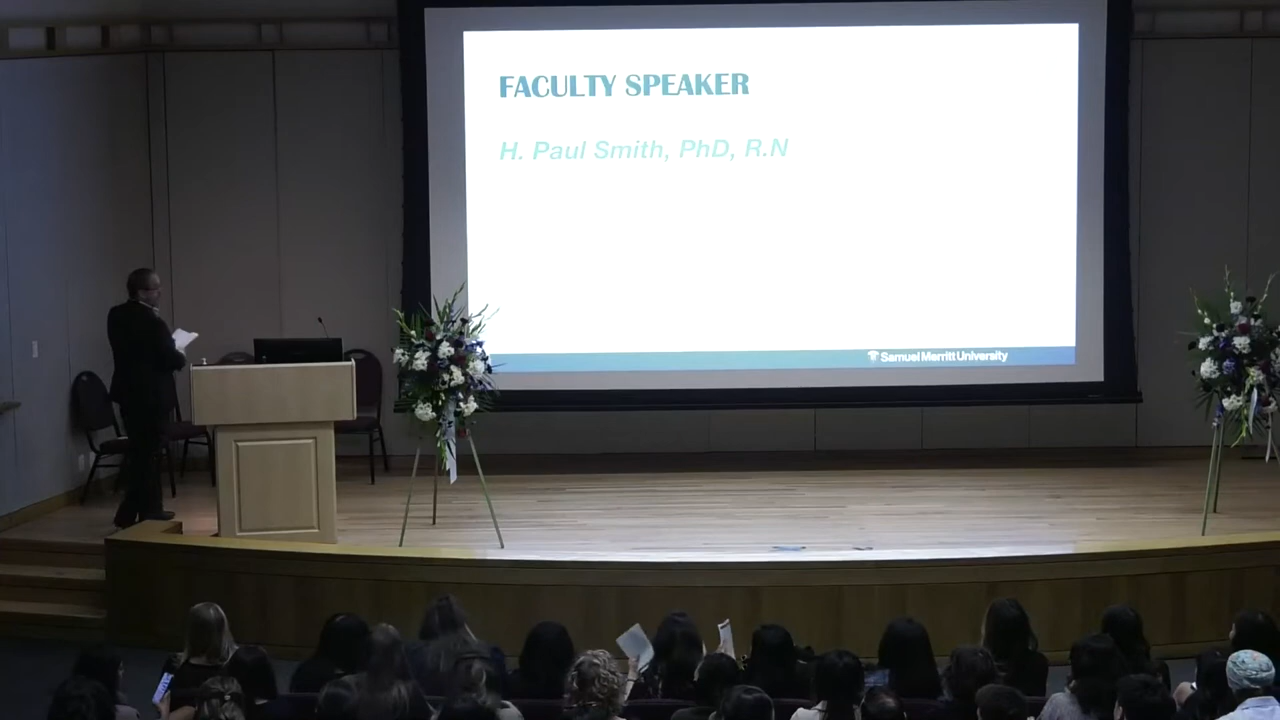 FACULTY SPEAKER
H. Paul Smith, PhD, R.N
Samuel Merritt University